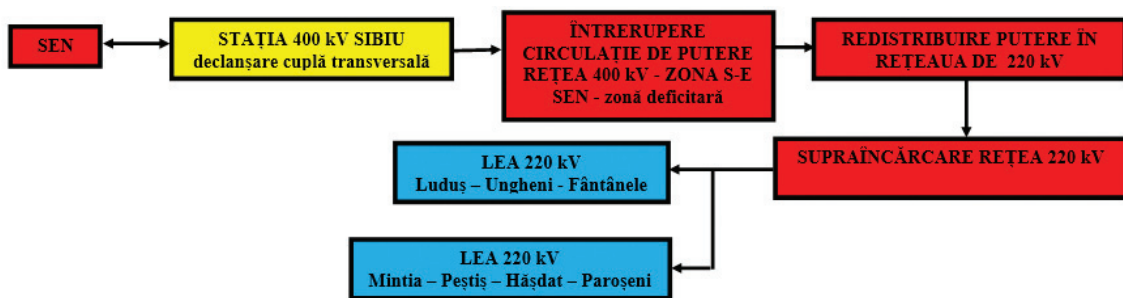 SEN
STAȚIA 400 kV SIBIU
declanșare cuplă transversală
ÎNTRERUPERE
CIRCULAȚIE DE PUTERE
REȚEA 400 kV - ZONA S-E
SEN - zonă deficitară
REDISTRIBUIRE PUTERE ÎN
REȚEAUA DE 220 kV
SUPRAÎNCĂRCARE REȚEA 220 kV
LEA 220 kV
Luduș – Ungheni - Fântânele
LEA 220 kV
Mintia – Peștiș – Hășdat – Paroșeni